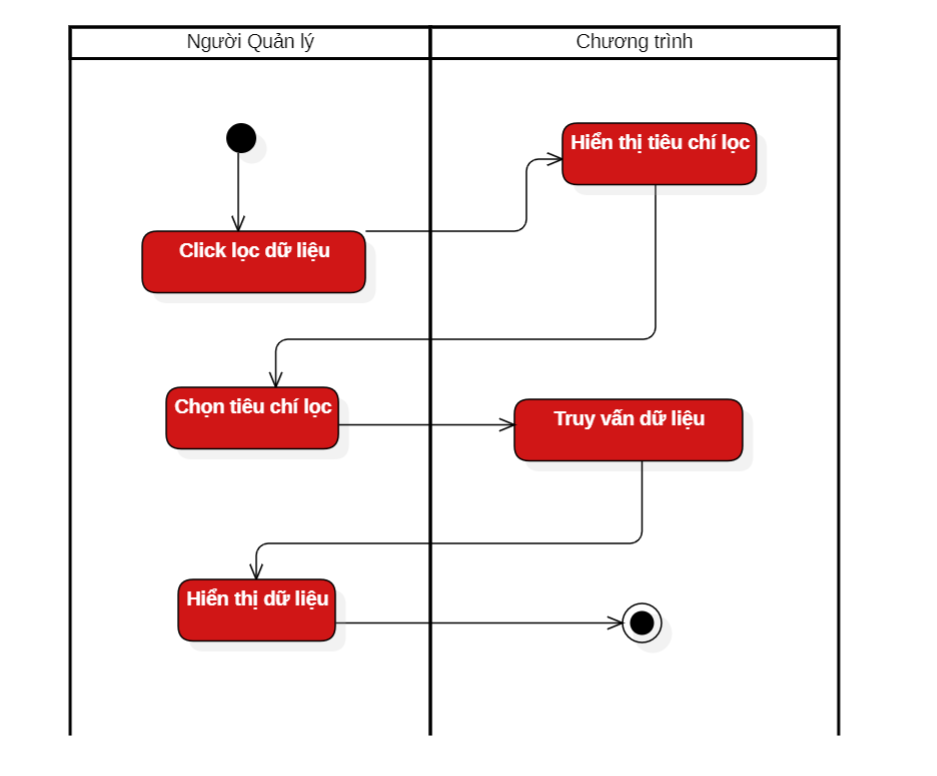 Người Quản lý
Chương trình
Hiển thị tiêu chí lọc
Click lọc dữ liệu
Chọn tiêu chí lọc
Truy vấn dữ liệu
Hiển thị dữ liệu